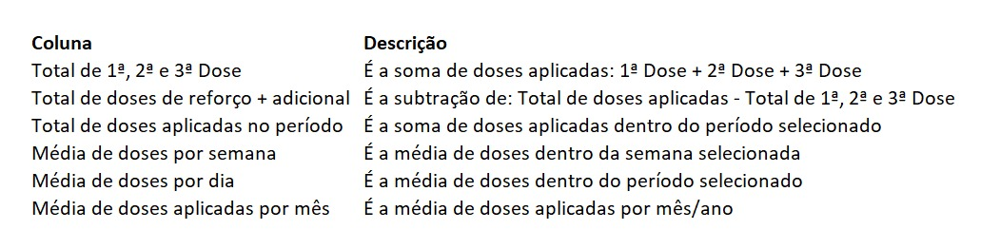 Coluna Descrição
Total de 1ª, 2ª e 3ª Dose É a soma de doses aplicadas: 1ª Dose + 2ª Dose + 3ª Dose
Total de doses de reforço + adicional É a subtração de: Total de doses aplicadas - Total de 1ª, 2ª e 3ª Dose
Total de doses aplicadas no período É a soma de doses aplicadas dentro do período selecionado
Média de doses por semana É a média de doses dentro da semana selecionada
Média de doses por dia É a média de doses dentro do período selecionado
Média de doses aplicadas por mês É a média de doses aplicadas por mês/ano